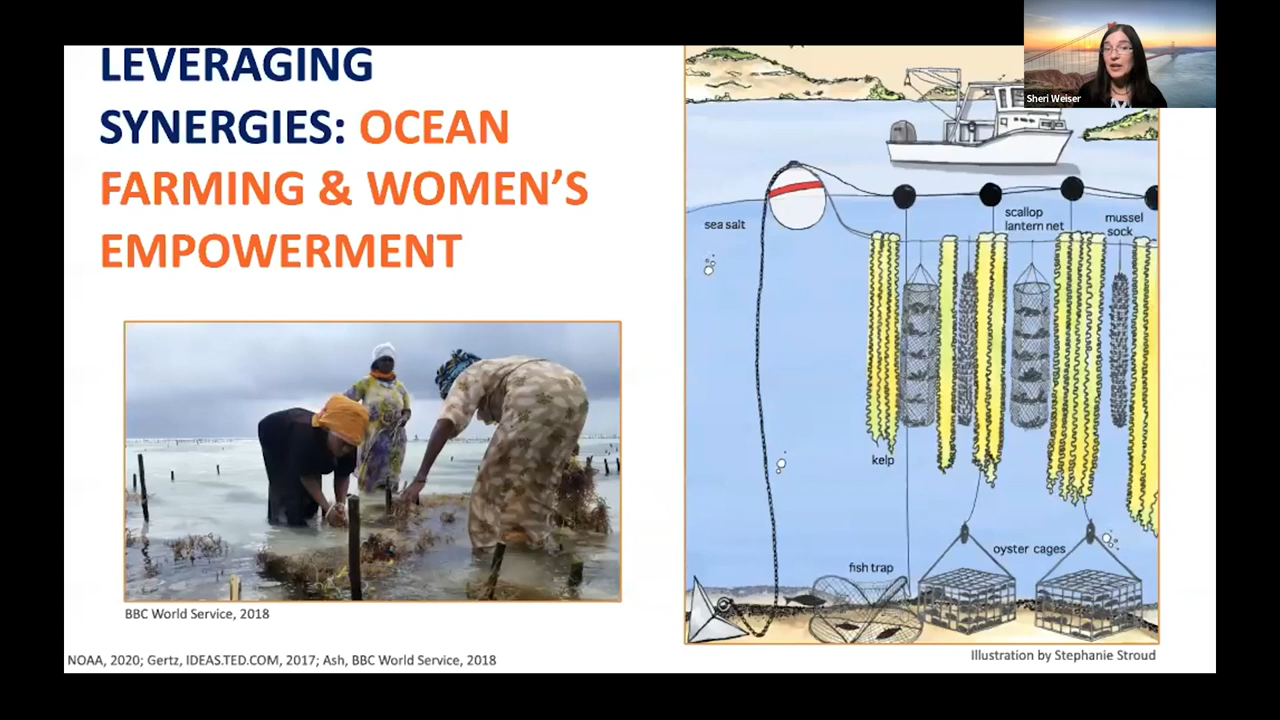 LEVERAGING
SYNERGIES: OCEAN
FARMING & WOMEN’S
EMPOWERMENT
Sheri Weiser
sea salt
scallop
lantern net
mussel
sock
kelp
oyster cages
fish trap
BBC World Service, 2018
NOAA, 2020; Gertz, IDEAS.TED.COM, 2017; Ash, BBC World Service, 2018
Illustration by Stephanie Stroud